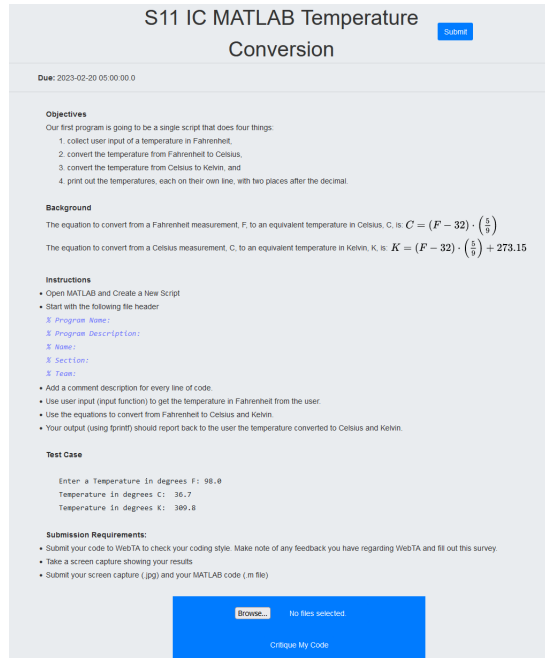 S11 IC MATLAB Temperature
Conversion
Submit
Due: 2023-02-20 05:00:00.0
Objectives
Our first program is going to be a single script that does four things:
1. collect user input of a temperature in Fahrenheit,
2. convert the temperature from Fahrenheit to Celsius,
3. convert the temperature from Celsius to Kelvin, and
4. print out the temperatures, each on their own line, with two places after the decimal.
Background
The equation to convert from a Fahrenheit measurement, F, to an equivalent temperature in Celsius, C, is: C = (F − 32) · (5/9)
The equation to convert from a Celsius measurement, C, to an equivalent temperature in Kelvin, K, is: K = (F − 32) · (5/9) + 273.15
Instructions
• Open MATLAB and Create a New Script
• Start with the following file header
% Program Name:
% Program Description:
% Name:
% Section:
% Team:
• Add a comment description for every line of code.
• Use user input (input function) to get the temperature in Fahrenheit from the user.
• Use the equations to convert from Fahrenheit to Celsius and Kelvin.
• Your output (using fprintf) should report back to the user the temperature converted to Celsius and Kelvin.
Test Case
Enter a Temperature in degrees F: 98.0
Temperature in degrees C: 36.7
Temperature in degrees K: 309.8
Submission Requirements:
• Submit your code to WebTA to check your coding style. Make note of any feedback you have regarding WebTA and fill out this survey.
• Take a screen capture showing your results
• Submit your screen capture (.jpg) and your MATLAB code (.m file)
Browse... No files selected.
Critique My Code